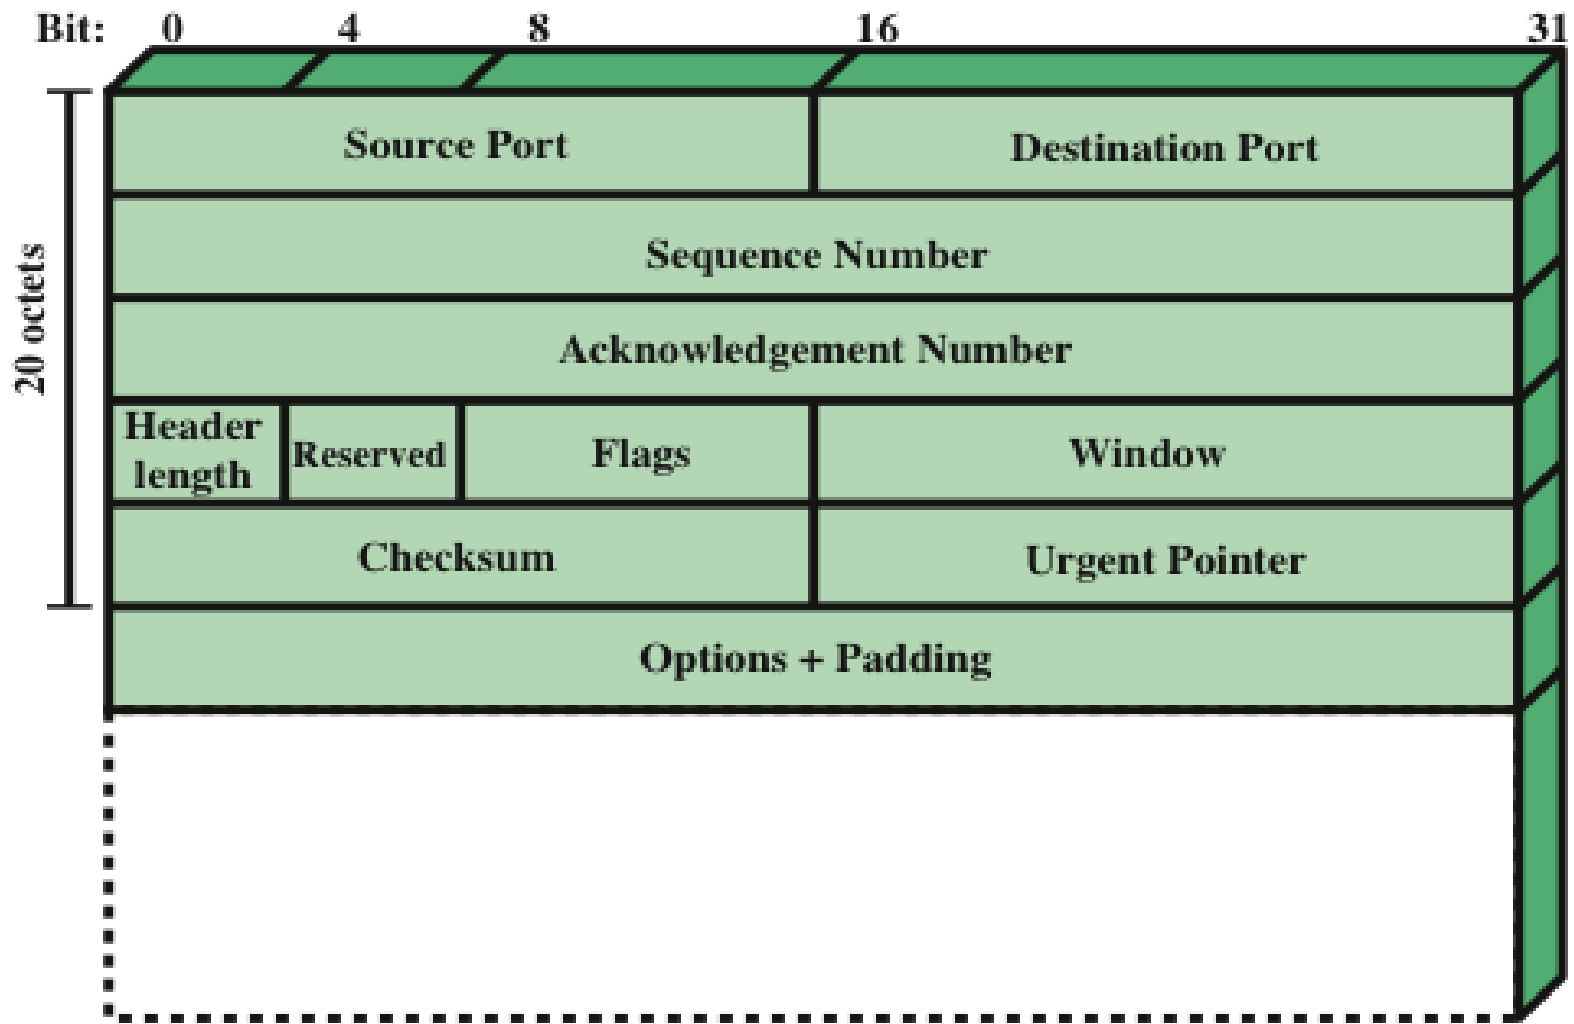 Bit: 0 4 8 16 31
20 octets
Source Port Destination Port
Sequence Number
Acknowledgement Number
Header
length Reserved Flags Window
Checksum Urgent Pointer
Options + Padding